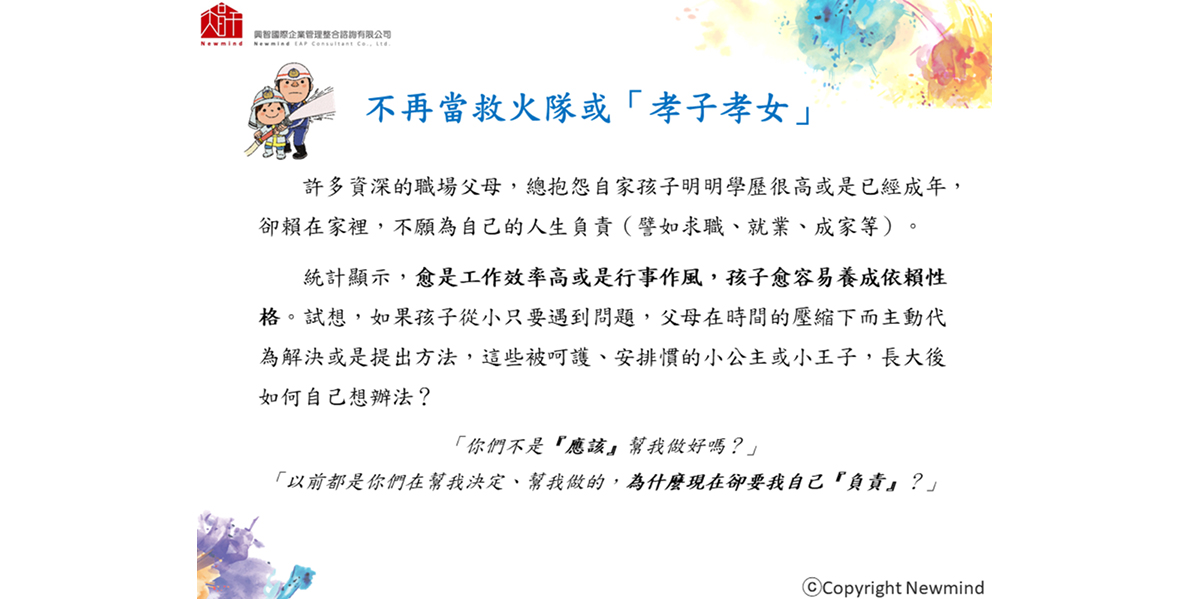 Newmind
興智國際企業管理整合諮詢有限公司
Newmind EAP Consultant Co., Ltd.
不再當救火隊或「孝子孝女」
許多資深的職場父母，總抱怨自家孩子明明學歷很高或是已經成年，
卻賴在家裡，不願為自己的人生負責（譬如求職、就業、成家等）。
統計顯示，愈是工作效率高或是行事作風，孩子愈容易養成依賴性
格。試想，如果孩子從小只要遇到問題，父母在時間的壓縮下而主動代
為解決或是提出方法，這些被呵護、安排慣的小公主或小王子，長大後
如何自己想辦法？
「你們不是『應該』幫我做好嗎？」
「以前都是你們在幫我決定、幫我做的，為什麼現在卻要我自己『負責』？」
ⓒCopyright Newmind